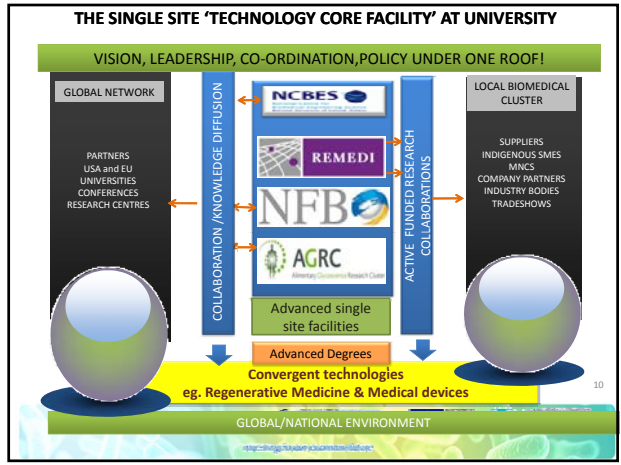 THE SINGLE SITE ‘TECHNOLOGY CORE FACILITY’ AT UNIVERSITY
VISION, LEADERSHIP, CO-ORDINATION,POLICY UNDER ONE ROOF!
GLOBAL NETWORK
PARTNERS
USA and EU
UNIVERSITIES
CONFERENCES
RESEARCH CENTRES
COLLABORATION /KNOWLEDGE DIFFUSION
NCBES
REMEDI
NFB
AGRC
Alimentary Glycoscience Research Cluster
Advanced single
site facilities
ACTIVE FUNDED RESEARCH
COLLABORATIONS
LOCAL BIOMEDICAL
CLUSTER
SUPPLIERS
INDIGENOUS SMES
MNCS
COMPANY PARTNERS
INDUSTRY BODIES
TRADESHOWS
Advanced Degrees
Convergent technologies
eg. Regenerative Medicine & Medical devices
10
GLOBAL/NATIONAL ENVIRONMENT